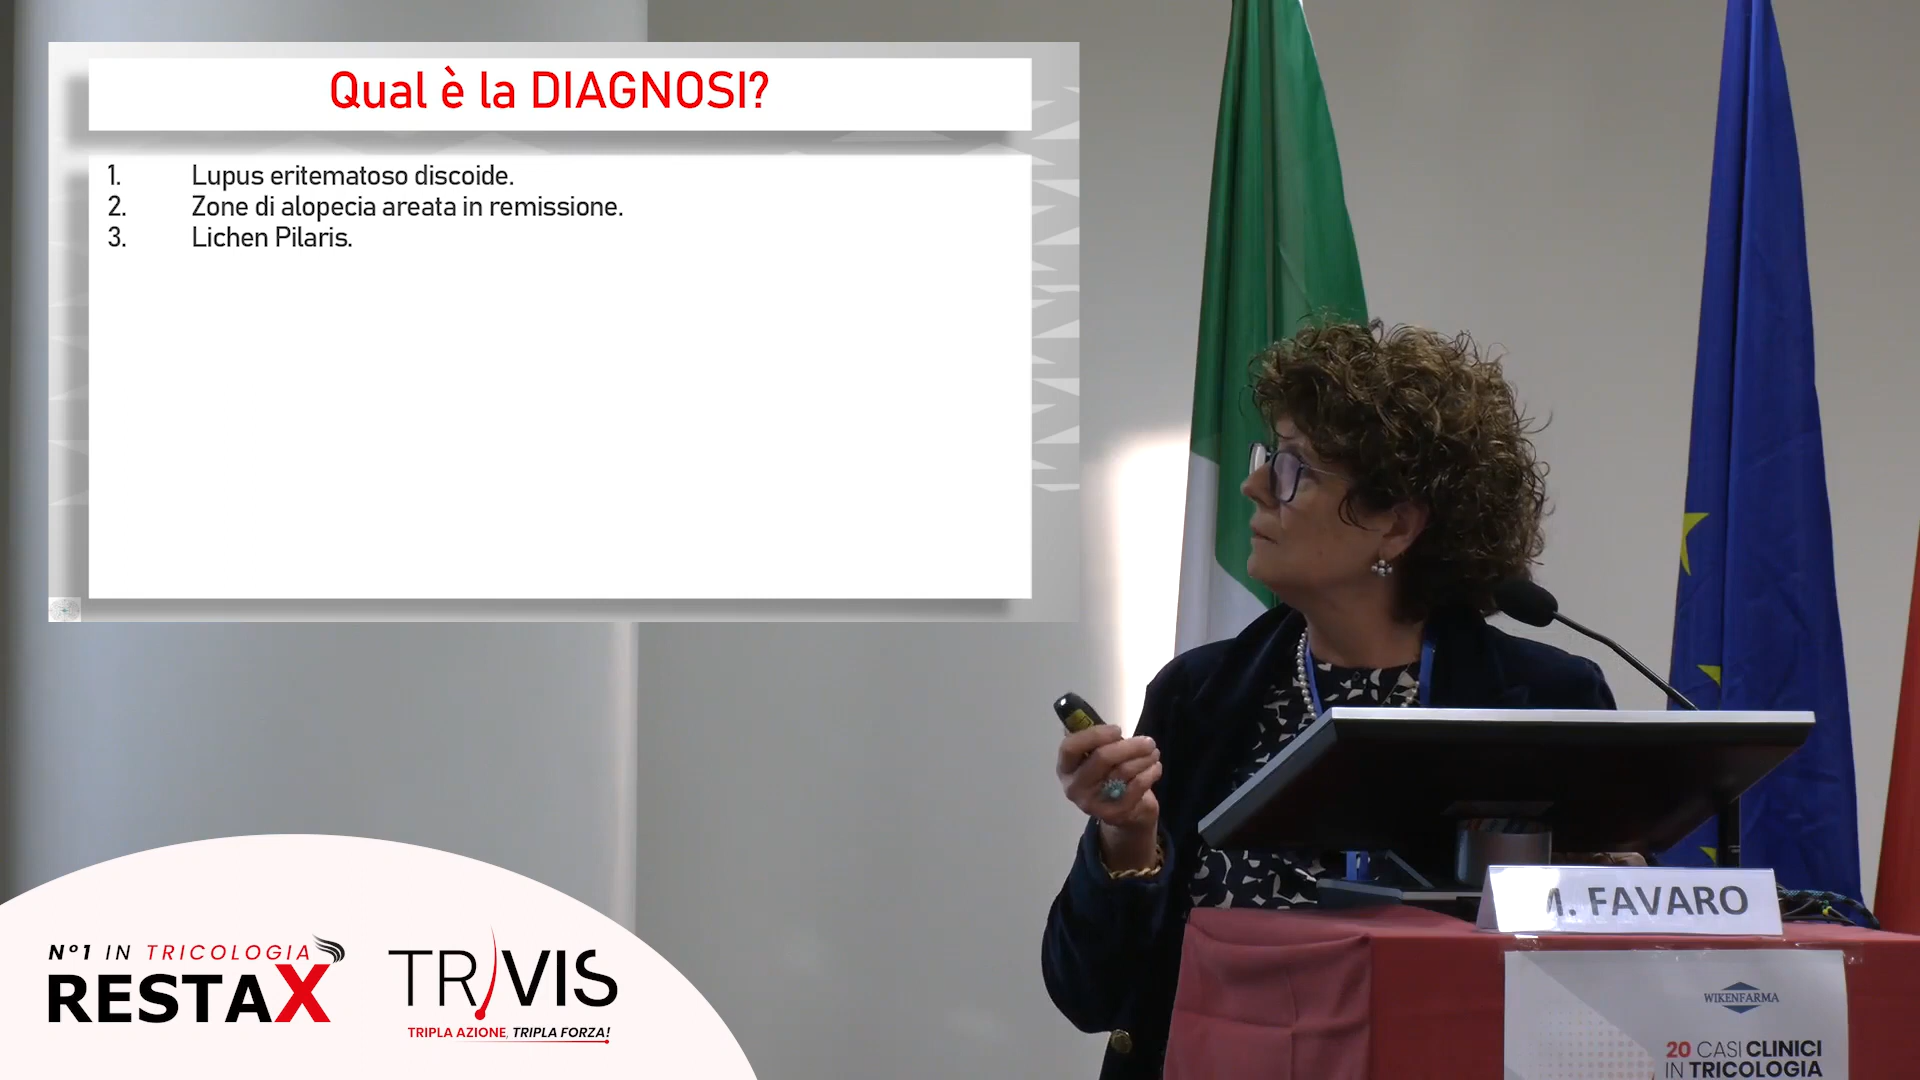 Qual è la DIAGNOSI?
1. Lupus eritematoso discoide.
2. Zone di alopecia areata in remissione.
3. Lichen Pilaris.
N°1 IN TRICOLOGIA
RESTAX
TRIVIS
TRIPLA AZIONE, TRIPLA FORZA!
M. FAVARO
WIKENFARMA
20 CASI CLINICI
IN TRICOLOGIA